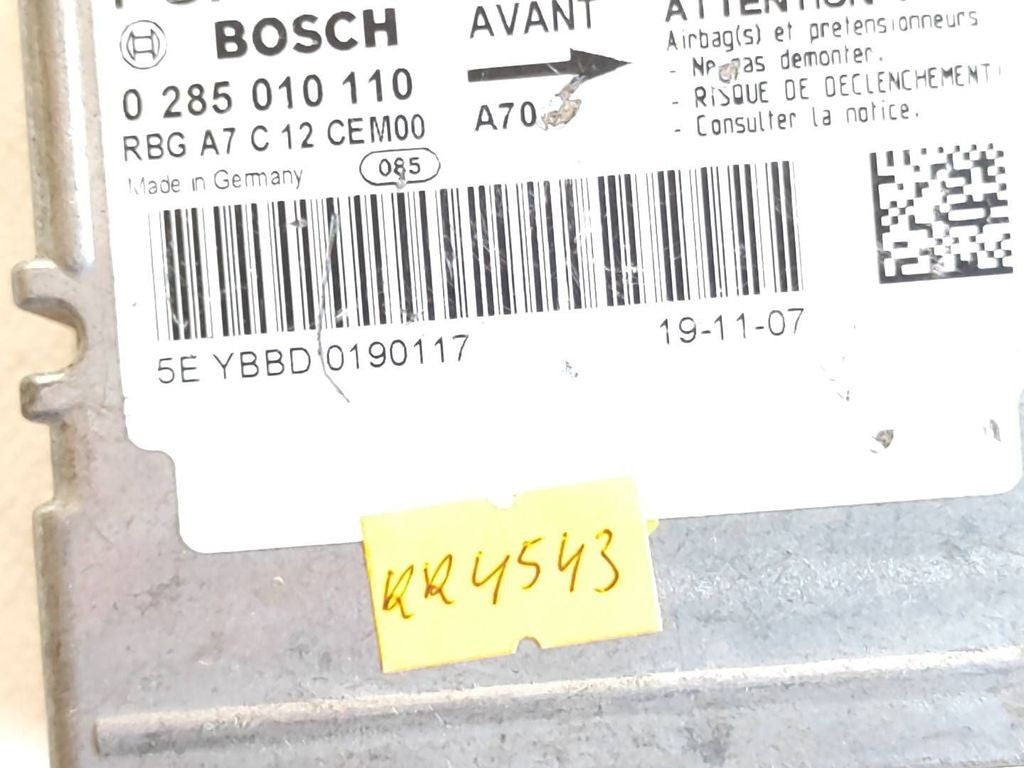 BOSCH
0 285 010 110
RBG A7 C 12 CEM00
Made in Germany
085
AVANT
A70
ATTENTION
Airbag(s) et pretensionneurs
- Ne pas demonter.
- RISQUE DE DECLENCHEMENT
- Consulter la notice.
5E YBBD 0190117
19-11-07
RR4543